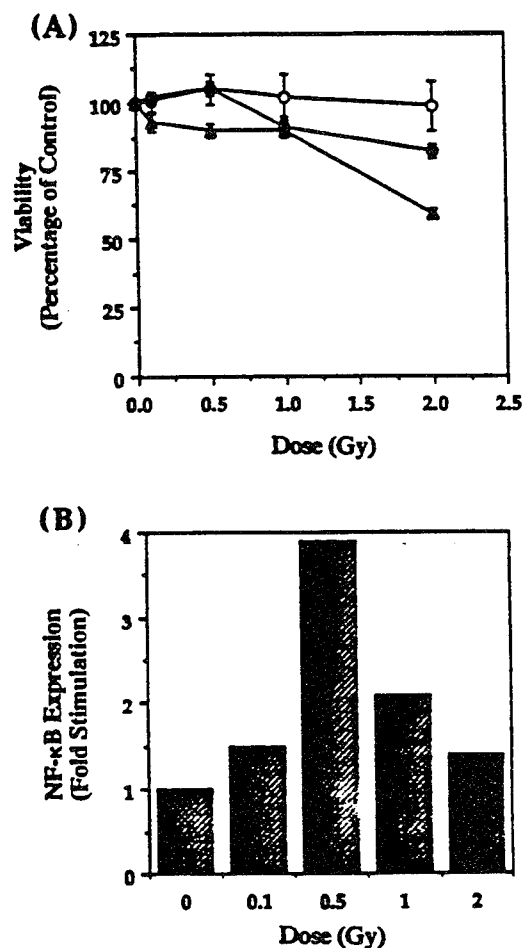 (A)
125
100
75
50
25
0
Viability
(Percentage of Control)
0.0 0.5 1.0 1.5 2.0 2.5
Dose (Gy)
(B)
4
3
2
1
0
NF-κB Expression
(Fold Stimulation)
0 0.1 0.5 1 2
Dose (Gy)